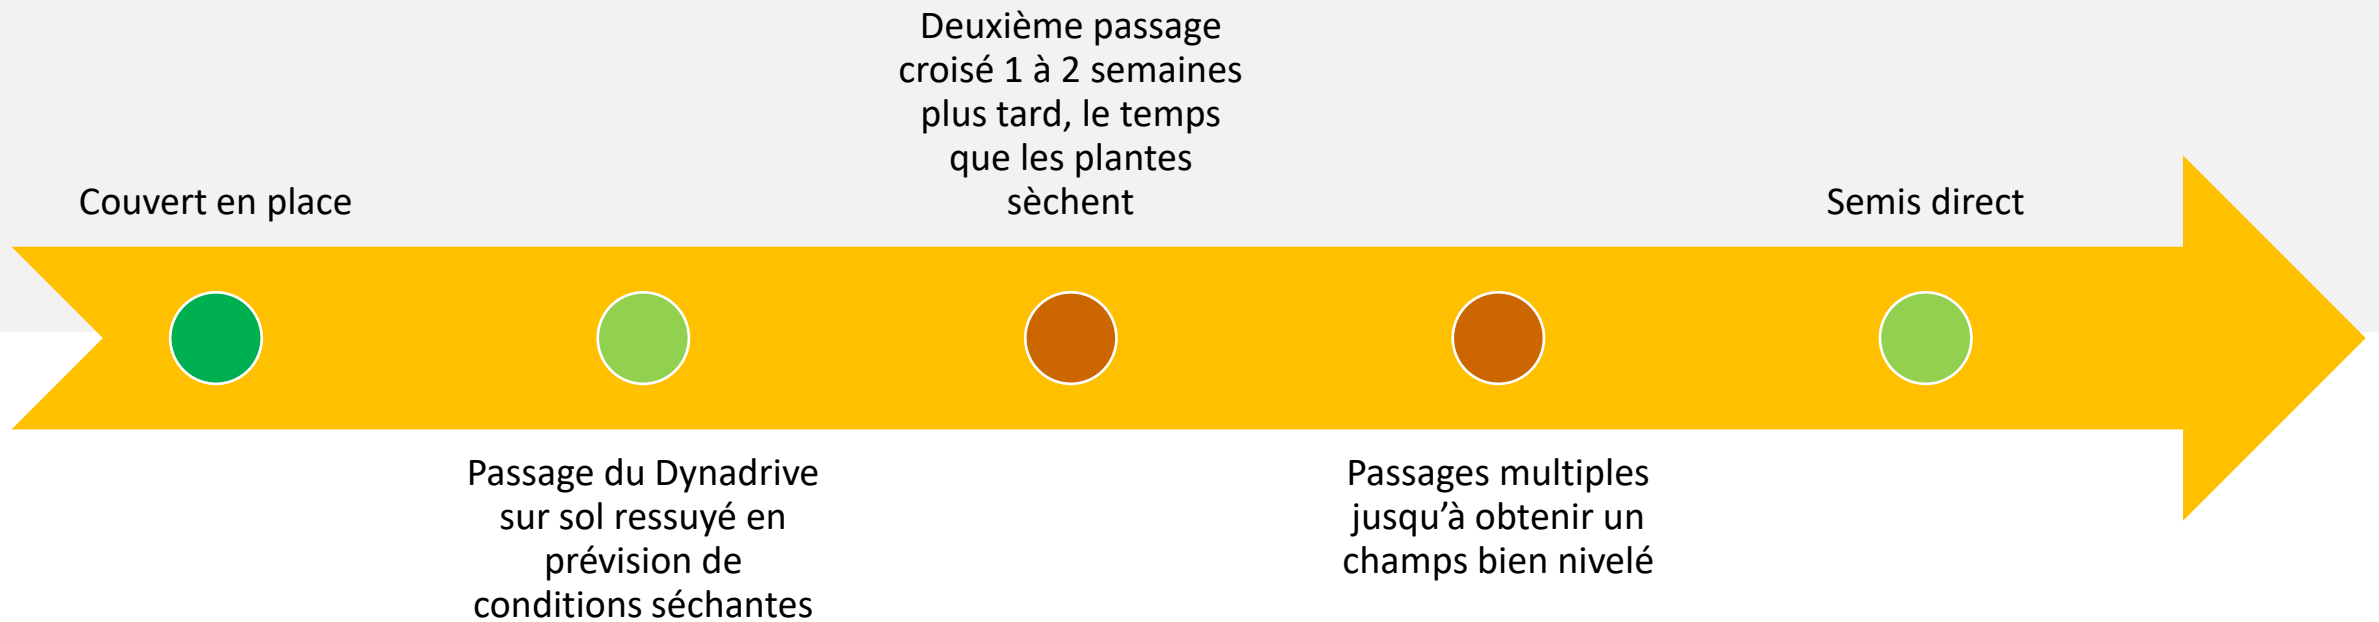 Couvert en place
Passage du Dynadrive
sur sol ressuyé en
prévision de
conditions séchantes
Deuxième passage
croisé 1 à 2 semaines
plus tard, le temps
que les plantes
sèchent
Passages multiples
jusqu’à obtenir un
champs bien nivelé
Semis direct